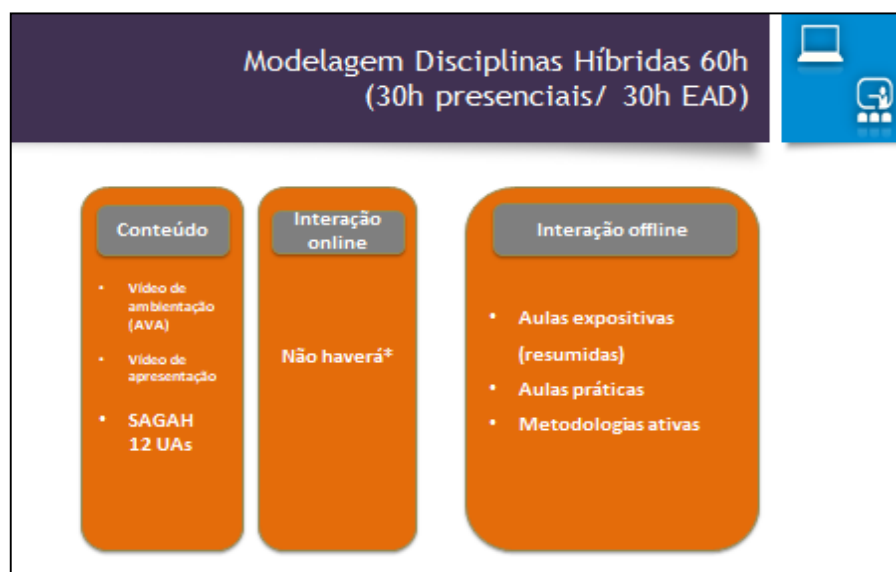 Modelagem Disciplinas Híbridas 60h
(30h presenciais/ 30h EAD)
Conteúdo
• Vídeo de
ambientação
(AVA)
• Vídeo de
apresentação
• SAGAH
12 UAs
Interação
online
Não haverá*
Interação offline
• Aulas expositivas
(resumidas)
• Aulas práticas
• Metodologias ativas